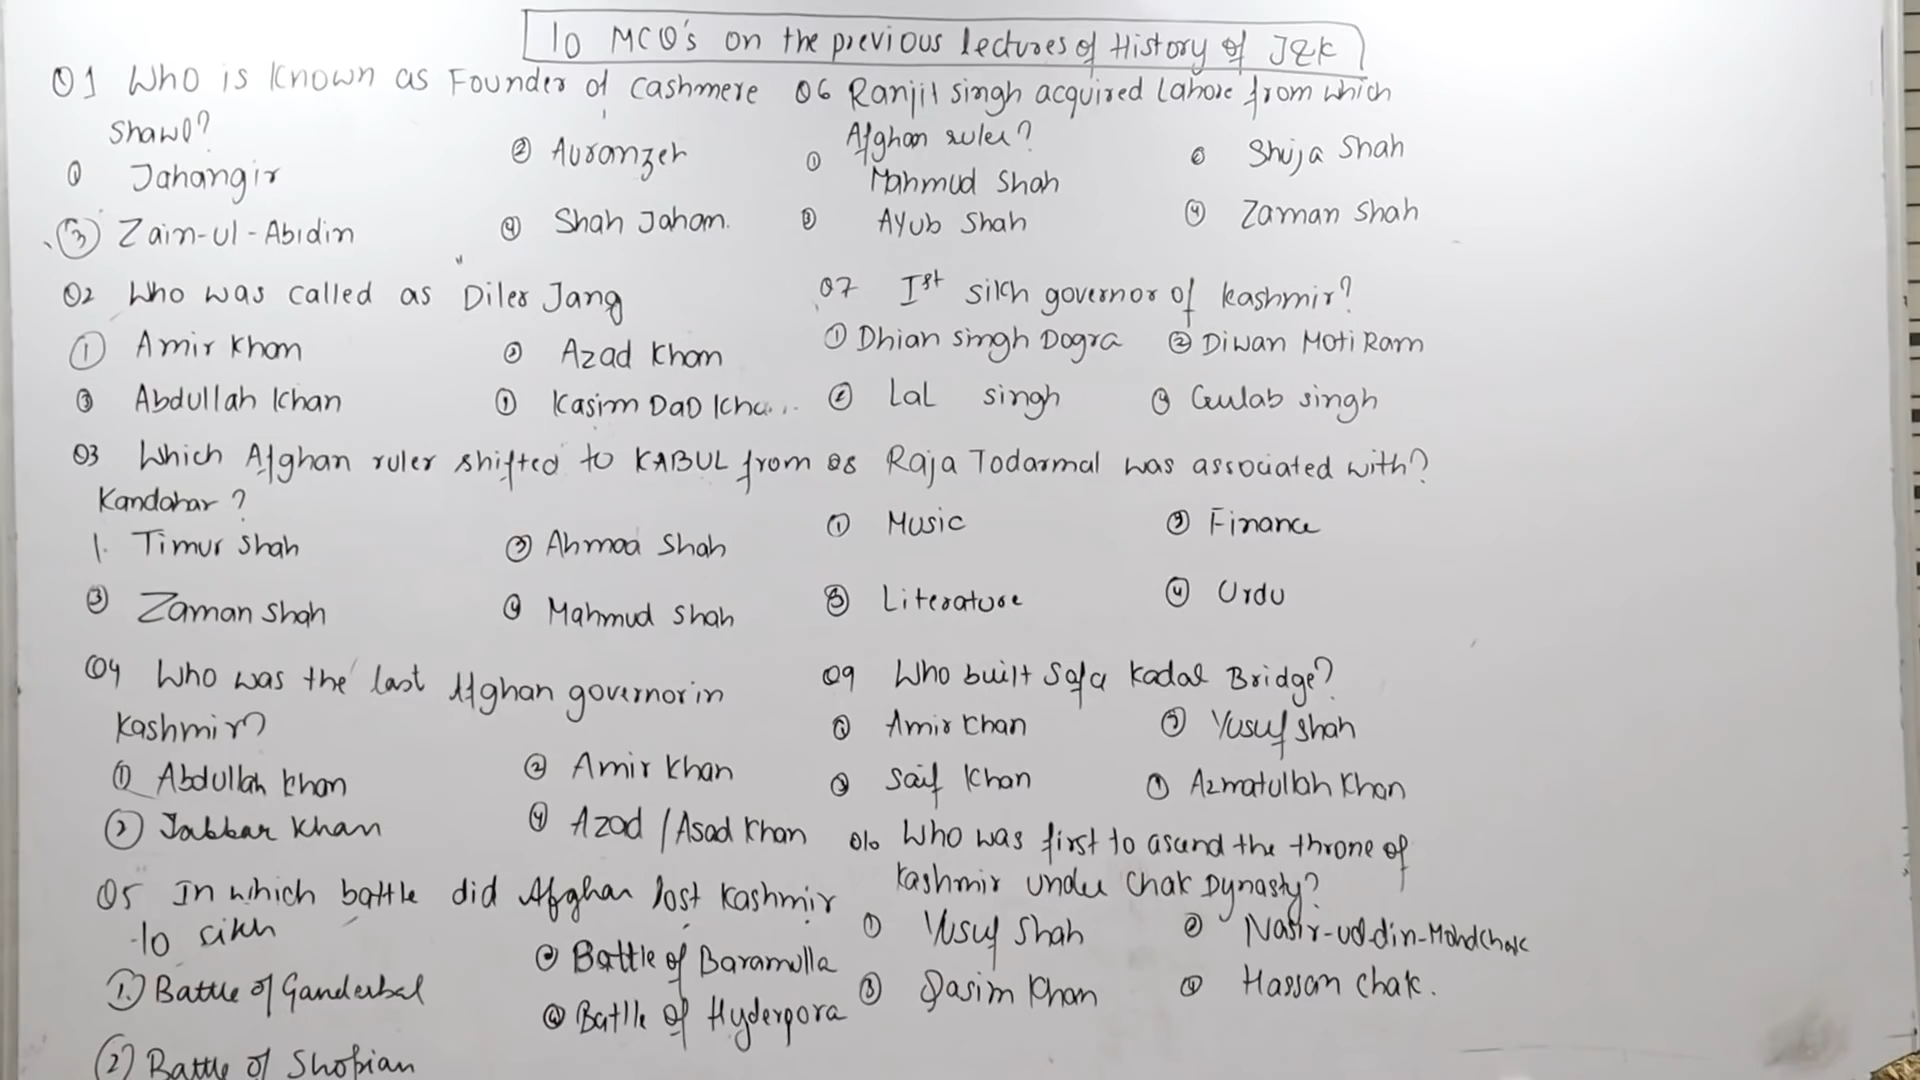 10 MCQ's on the previous lectures of History of J&K
Q1 Who is known as Founder of Cashmere
Shawl?
① Jahangir ② Auranzeb
③ Zain-ul-Abidin ④ Shah Jahan.
Q2 Who was called as Diler Jang
① Amir Khan ② Azad Khan
③ Abdullah Khan ① Kasim DaD Kha
Q3 Which Afghan ruler shifted to KABUL from
Kandahar?
1. Timur Shah ② Ahmad Shah
③ Zaman Shah ④ Mahmud Shah
Q4 Who was the last Afghan governor in
Kashmir?
① Abdullah Khan ② Amir Khan
③ Jabbar Khan ④ Azad / Asad Khan
Q5 In which battle did Afghan lost Kashmir
to sikh
①. Battle of Ganderbal ② Battle of Baramulla
② Battle of Shopian ④ Battle of Hyderpora
Q6 Ranjit singh acquired Lahore from which
Afghan ruler?
① Mahmud Shah ② Shuja Shah
③ Ayub Shah ④ Zaman Shah
Q7 Ist sikh governor of Kashmir?
① Dhian singh Dogra ② Diwan Moti Ram
② Lal singh ④ Gulab singh
Q8 Raja Todarmal was associated with?
① Music ② Finance
③ Literature ④ Urdu
Q9 Who built Safa Kadal Bridge?
① Amir Khan ② Yusuf Shah
③ Saif Khan ④ Azmatullah Khan
Q10 Who was first to ascend the throne of
Kashmir under Chak Dynasty?
① Yusuf Shah ② Nasir-ud-din-MohdChak
③ Qasim Khan ④ Hassan Chak.